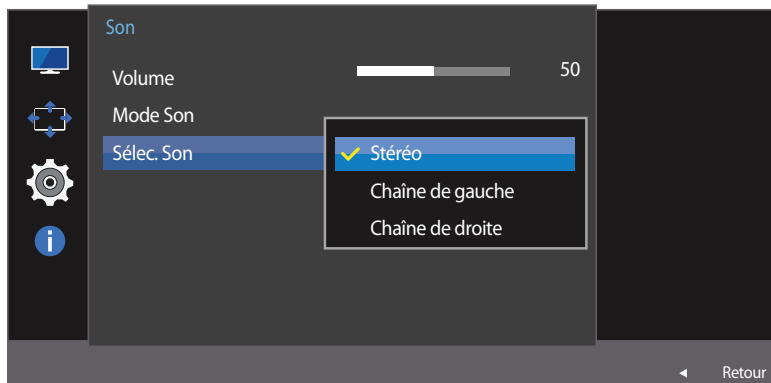 Son
Volume 50
Mode Son
Sélec. Son
Stéréo
Chaîne de gauche
Chaîne de droite
Retour